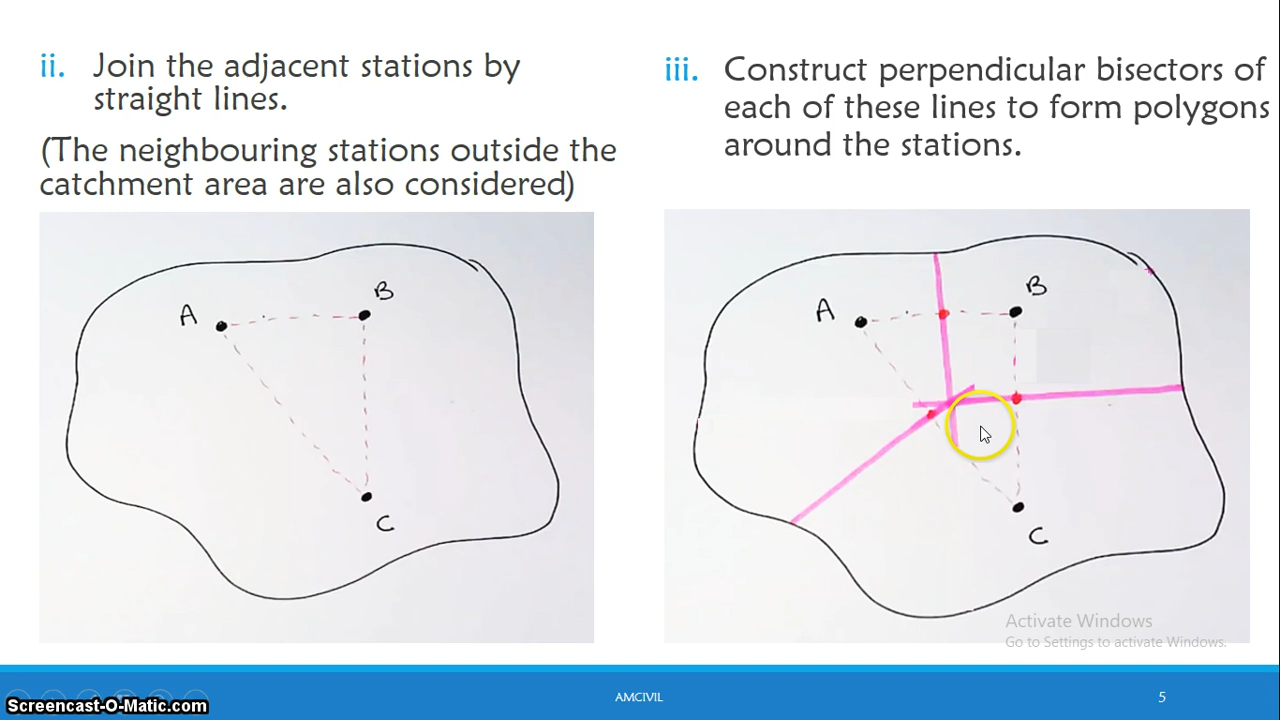 ii. Join the adjacent stations by
straight lines.
(The neighbouring stations outside the
catchment area are also considered)
A
B
C
iii. Construct perpendicular bisectors of
each of these lines to form polygons
around the stations.
A
B
C
Activate Windows
Go to Settings to activate Windows.
Screencast-O-Matic.com
AMCIVIL
5